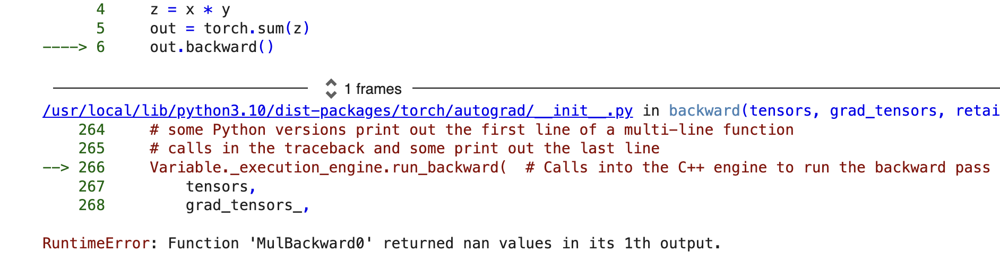 4     z = x * y
5     out = torch.sum(z)
----> 6     out.backward()
1 frames
/usr/local/lib/python3.10/dist-packages/torch/autograd/__init__.py in backward(tensors, grad_tensors, retai
264     # some Python versions print out the first line of a multi-line function
265     # calls in the traceback and some print out the last line
--> 266     Variable._execution_engine.run_backward(  # Calls into the C++ engine to run the backward pass
267         tensors,
268         grad_tensors_,
RuntimeError: Function 'MulBackward0' returned nan values in its 1th output.